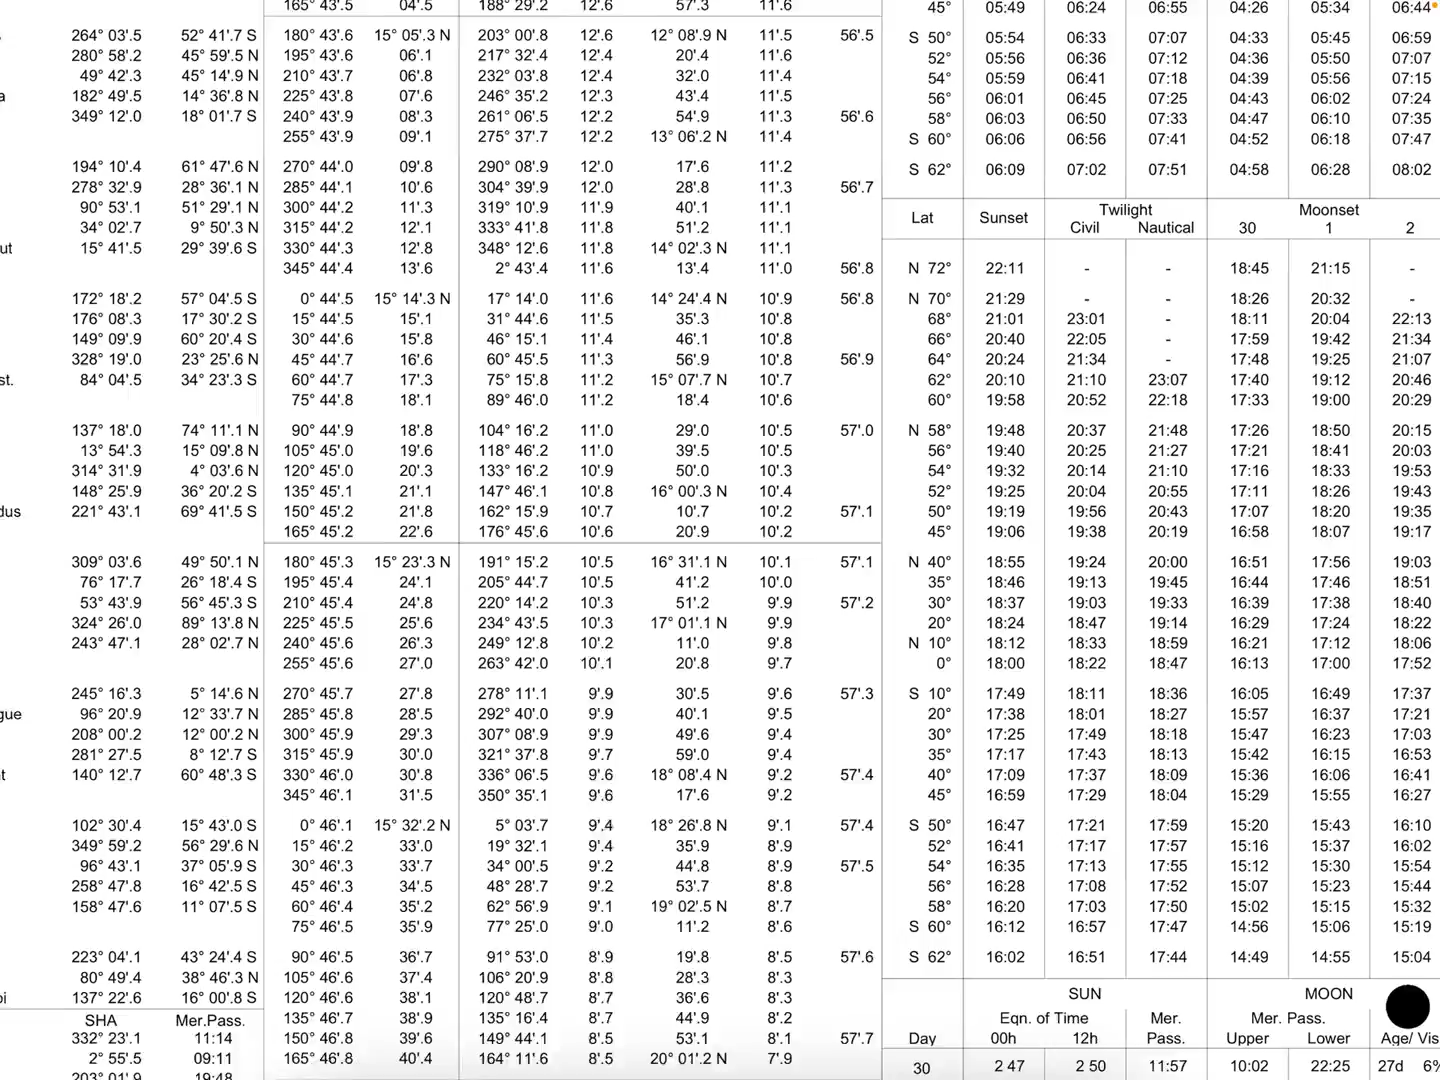 165° 43'.5 04'.5 188° 29'.2 12'.6 57'.3 11'.6 45° 05:49 06:24 06:55 04:26 05:34 06:44
264° 03'.5 52° 41'.7 S 180° 43'.6 15° 05'.3 N 203° 00'.8 12'.6 12° 08'.9 N 11'.5 56'.5 S 50° 05:54 06:33 07:07 04:33 05:45 06:59
280° 58'.2 45° 59'.5 N 195° 43'.6 06'.1 217° 32'.4 12'.4 20'.4 11'.6 52° 05:56 06:36 07:12 04:36 05:50 07:07
49° 42'.3 45° 14'.9 N 210° 43'.7 06'.8 232° 03'.8 12'.4 32'.0 11'.4 54° 05:59 06:41 07:18 04:39 05:56 07:15
a 182° 49'.5 14° 36'.8 N 225° 43'.8 07'.6 246° 35'.2 12'.3 43'.4 11'.5 56° 06:01 06:45 07:25 04:43 06:02 07:24
349° 12'.0 18° 01'.7 S 240° 43'.9 08'.3 261° 06'.5 12'.2 54'.9 11'.3 56'.6 58° 06:03 06:50 07:33 04:47 06:10 07:35
255° 43'.9 09'.1 275° 37'.7 12'.2 13° 06'.2 N 11'.4 S 60° 06:06 06:56 07:41 04:52 06:18 07:47
194° 10'.4 61° 47'.6 N 270° 44'.0 09'.8 290° 08'.9 12'.0 17'.6 11'.2 S 62° 06:09 07:02 07:51 04:58 06:28 08:02
278° 32'.9 28° 36'.1 N 285° 44'.1 10'.6 304° 39'.9 12'.0 28'.8 11'.3 56'.7
90° 53'.1 51° 29'.1 N 300° 44'.2 11'.3 319° 10'.9 11'.9 40'.1 11'.1 Lat Sunset Twilight Moonset
34° 02'.7 9° 50'.3 N 315° 44'.2 12'.1 333° 41'.8 11'.8 51'.2 11'.1 Civil Nautical 30 1 2
ut 15° 41'.5 29° 39'.6 S 330° 44'.3 12'.8 348° 12'.6 11'.8 14° 02'.3 N 11'.1
345° 44'.4 13'.6 2° 43'.4 11'.6 13'.4 11'.0 56'.8 N 72° 22:11 - - 18:45 21:15 -
172° 18'.2 57° 04'.5 S 0° 44'.5 15° 14'.3 N 17° 14'.0 11'.6 14° 24'.4 N 10'.9 56'.8 N 70° 21:29 - - 18:26 20:32 -
176° 08'.3 17° 30'.2 S 15° 44'.5 15'.1 31° 44'.6 11'.5 35'.3 10'.8 68° 21:01 23:01 - 18:11 20:04 22:13
149° 09'.9 60° 20'.4 S 30° 44'.6 15'.8 46° 15'.1 11'.4 46'.1 10'.8 66° 20:40 22:05 - 17:59 19:42 21:34
328° 19'.0 23° 25'.6 N 45° 44'.7 16'.6 60° 45'.5 11'.3 56'.9 10'.8 56'.9 64° 20:24 21:34 - 17:48 19:25 21:07
st. 84° 04'.5 34° 23'.3 S 60° 44'.7 17'.3 75° 15'.8 11'.2 15° 07'.7 N 10'.7 62° 20:10 21:10 23:07 17:40 19:12 20:46
75° 44'.8 18'.1 89° 46'.0 11'.2 18'.4 10'.6 60° 19:58 20:52 22:18 17:33 19:00 20:29
137° 18'.0 74° 11'.1 N 90° 44'.9 18'.8 104° 16'.2 11'.0 29'.0 10'.5 57'.0 N 58° 19:48 20:37 21:48 17:26 18:50 20:15
13° 54'.3 15° 09'.8 N 105° 45'.0 19'.6 118° 46'.2 11'.0 39'.5 10'.5 56° 19:40 20:25 21:27 17:21 18:41 20:03
314° 31'.9 4° 03'.6 N 120° 45'.0 20'.3 133° 16'.2 10'.9 50'.0 10'.3 54° 19:32 20:14 21:10 17:16 18:33 19:53
148° 25'.9 36° 20'.2 S 135° 45'.1 21'.1 147° 46'.1 10'.8 16° 00'.3 N 10'.4 52° 19:25 20:04 20:55 17:11 18:26 19:43
dus 221° 43'.1 69° 41'.5 S 150° 45'.2 21'.8 162° 15'.9 10'.7 10'.7 10'.2 57'.1 50° 19:19 19:56 20:43 17:07 18:20 19:35
165° 45'.2 22'.6 176° 45'.6 10'.6 20'.9 10'.2 45° 19:06 19:38 20:19 16:58 18:07 19:17
309° 03'.6 49° 50'.1 N 180° 45'.3 15° 23'.3 N 191° 15'.2 10'.5 16° 31'.1 N 10'.1 57'.1 N 40° 18:55 19:24 20:00 16:51 17:56 19:03
76° 17'.7 26° 18'.4 S 195° 45'.4 24'.1 205° 44'.7 10'.5 41'.2 10'.0 35° 18:46 19:13 19:45 16:44 17:46 18:51
53° 43'.9 56° 45'.3 S 210° 45'.4 24'.8 220° 14'.2 10'.3 51'.2 9'.9 57'.2 30° 18:37 19:03 19:33 16:39 17:38 18:40
324° 26'.0 89° 13'.8 N 225° 45'.5 25'.6 234° 43'.5 10'.3 17° 01'.1 N 9'.9 20° 18:24 18:47 19:14 16:29 17:24 18:22
243° 47'.1 28° 02'.7 N 240° 45'.6 26'.3 249° 12'.8 10'.2 11'.0 9'.8 N 10° 18:12 18:33 18:59 16:21 17:12 18:06
255° 45'.6 27'.0 263° 42'.0 10'.1 20'.8 9'.7 0° 18:00 18:22 18:47 16:13 17:00 17:52
245° 16'.3 5° 14'.6 N 270° 45'.7 27'.8 278° 11'.1 9'.9 30'.5 9'.6 57'.3 S 10° 17:49 18:11 18:36 16:05 16:49 17:37
gue 96° 20'.9 12° 33'.7 N 285° 45'.8 28'.5 292° 40'.0 9'.9 40'.1 9'.5 20° 17:38 18:01 18:27 15:57 16:37 17:21
208° 00'.2 12° 00'.2 N 300° 45'.9 29'.3 307° 08'.9 9'.9 49'.6 9'.4 30° 17:25 17:49 18:18 15:47 16:23 17:03
281° 27'.5 8° 12'.7 S 315° 45'.9 30'.0 321° 37'.8 9'.7 59'.0 9'.4 35° 17:17 17:43 18:13 15:42 16:15 16:53
t 140° 12'.7 60° 48'.3 S 330° 46'.0 30'.8 336° 06'.5 9'.6 18° 08'.4 N 9'.2 57'.4 40° 17:09 17:37 18:09 15:36 16:06 16:41
345° 46'.1 31'.5 350° 35'.1 9'.6 17'.6 9'.2 45° 16:59 17:29 18:04 15:29 15:55 16:27
102° 30'.4 15° 43'.0 S 0° 46'.1 15° 32'.2 N 5° 03'.7 9'.4 18° 26'.8 N 9'.1 57'.4 S 50° 16:47 17:21 17:59 15:20 15:43 16:10
349° 59'.2 56° 29'.6 N 15° 46'.2 33'.0 19° 32'.1 9'.4 35'.9 8'.9 52° 16:41 17:17 17:57 15:16 15:37 16:02
96° 43'.1 37° 05'.9 S 30° 46'.3 33'.7 34° 00'.5 9'.2 44'.8 8'.9 57'.5 54° 16:35 17:13 17:55 15:12 15:30 15:54
258° 47'.8 16° 42'.5 S 45° 46'.3 34'.5 48° 28'.7 9'.2 53'.7 8'.8 56° 16:28 17:08 17:52 15:07 15:23 15:44
158° 47'.6 11° 07'.5 S 60° 46'.4 35'.2 62° 56'.9 9'.1 19° 02'.5 N 8'.7 58° 16:20 17:03 17:50 15:02 15:15 15:32
75° 46'.5 35'.9 77° 25'.0 9'.0 11'.2 8'.6 S 60° 16:12 16:57 17:47 14:56 15:06 15:19
223° 04'.1 43° 24'.4 S 90° 46'.5 36'.7 91° 53'.0 8'.9 19'.8 8'.5 57'.6 S 62° 16:02 16:51 17:44 14:49 14:55 15:04
80° 49'.4 38° 46'.3 N 105° 46'.6 37'.4 106° 20'.9 8'.8 28'.3 8'.3
bi 137° 22'.6 16° 00'.8 S 120° 46'.6 38'.1 120° 48'.7 8'.7 36'.6 8'.3 SUN MOON
SHA Mer.Pass. 135° 46'.7 38'.9 135° 16'.4 8'.7 44'.9 8'.2 Eqn. of Time Mer. Mer. Pass.
332° 23'.1 11:14 150° 46'.8 39'.6 149° 44'.1 8'.5 53'.1 8'.1 57'.7 Day 00h 12h Pass. Upper Lower Age/ Vis
2° 55'.5 09:11 165° 46'.8 40'.4 164° 11'.6 8'.5 20° 01'.2 N 7'.9 30 2 47 2 50 11:57 10:02 22:25 27d 6%
203° 01'.9 19:48